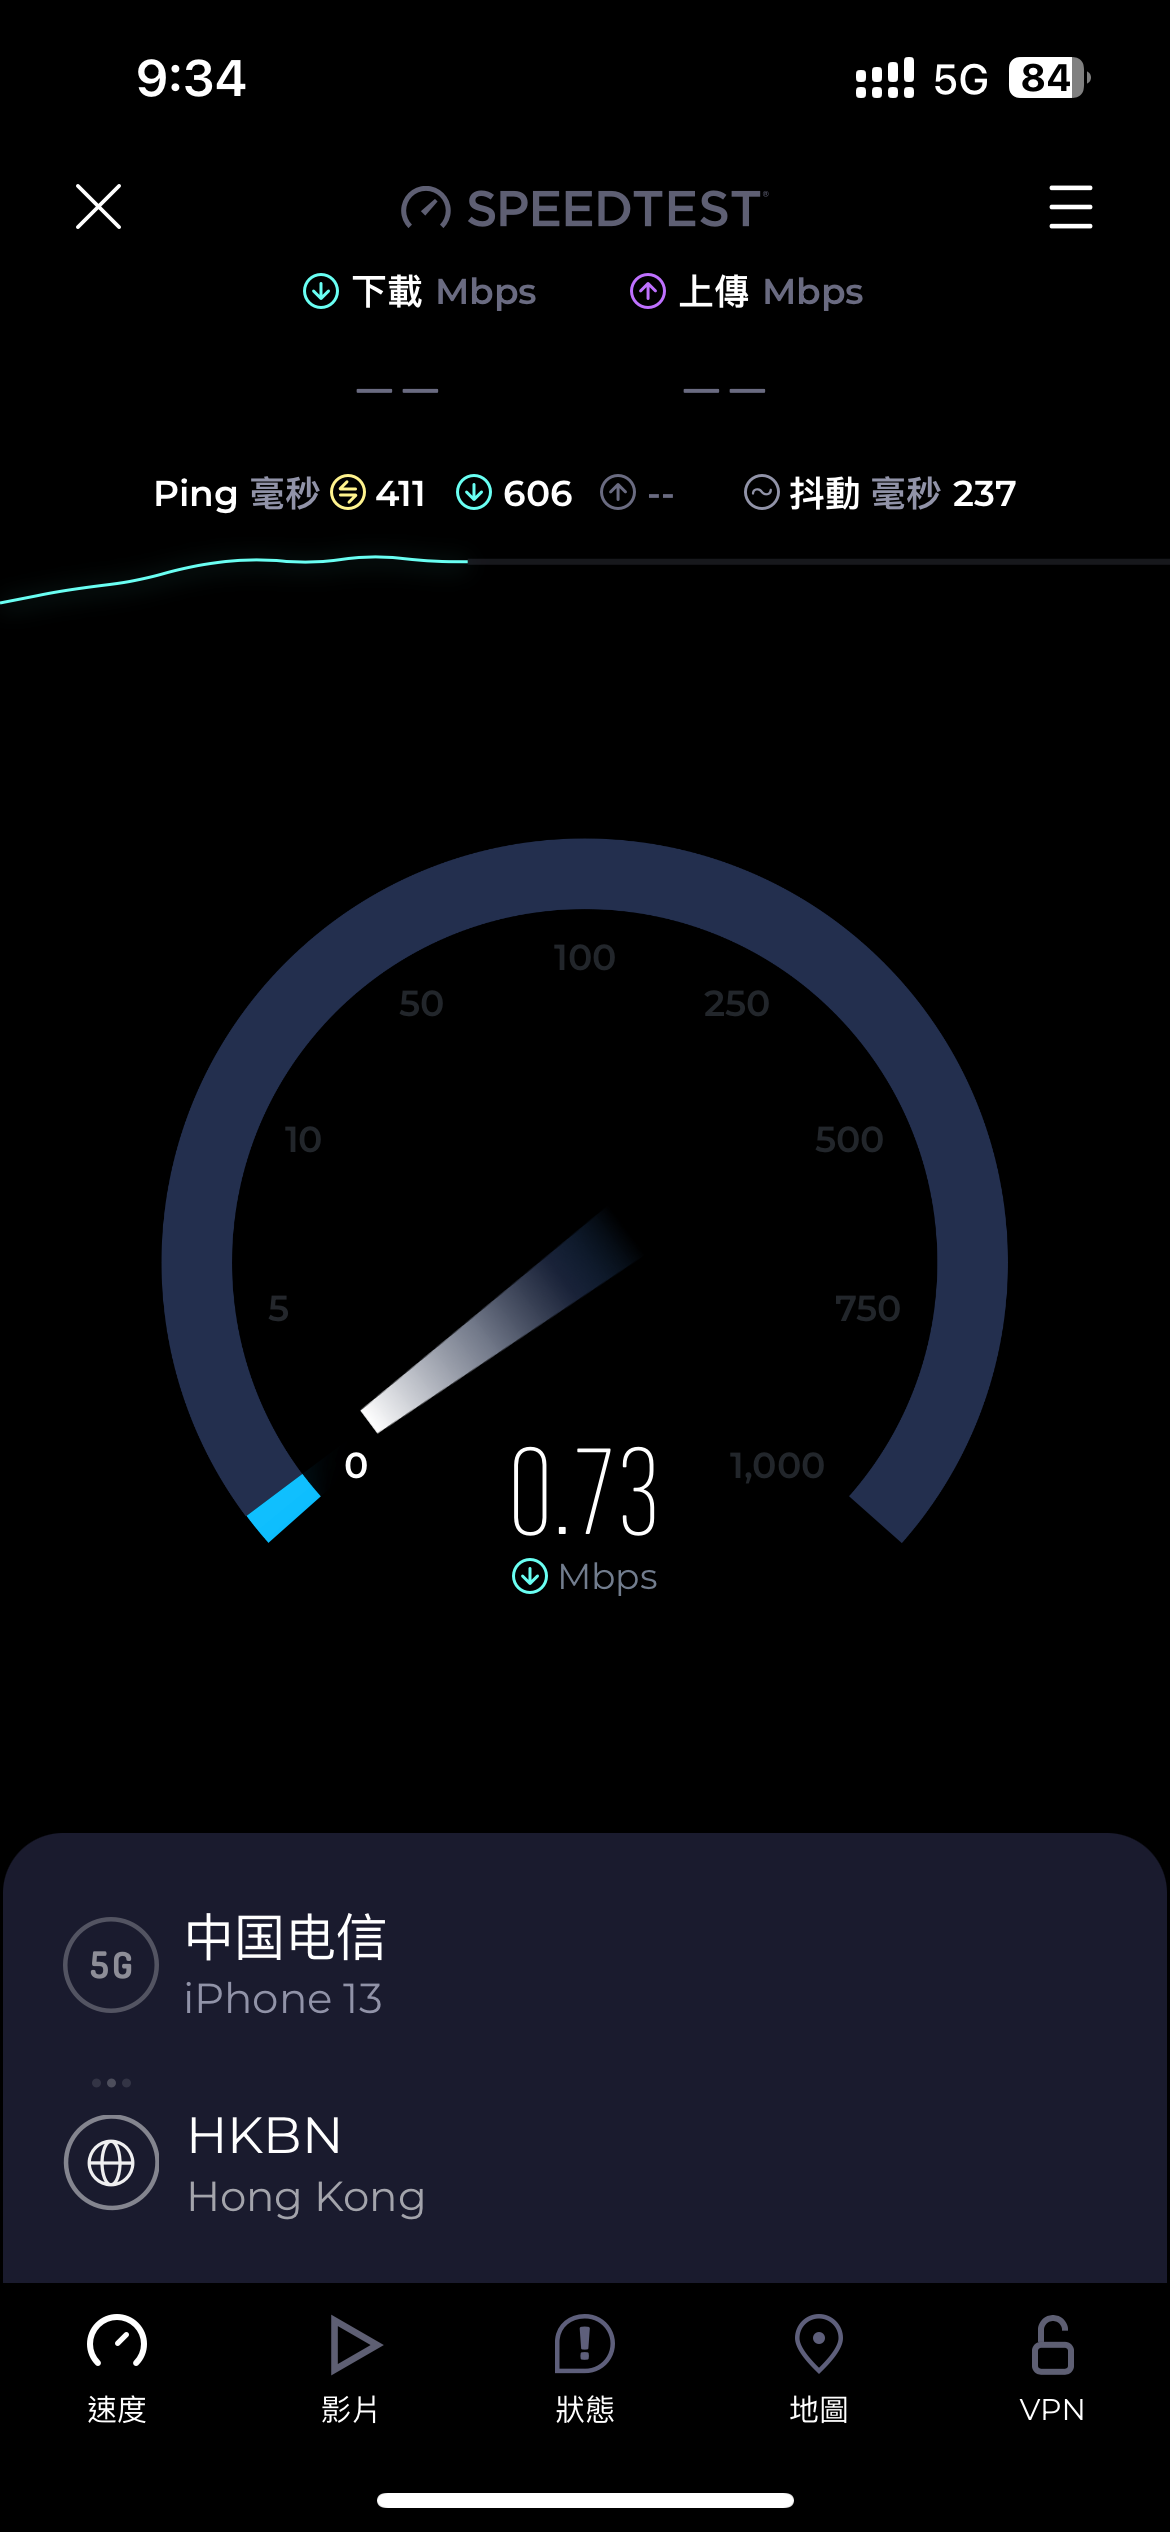 9:34 5G 84
SPEEDTEST
下載 Mbps 上傳 Mbps
— — — —
Ping 毫秒 411 606 -- 抖動 毫秒 237
100
50 250
10 500
5 750
0 0.73 1,000
Mbps
5G 中国电信
iPhone 13
HKBN
Hong Kong
速度 影片 狀態 地圖 VPN